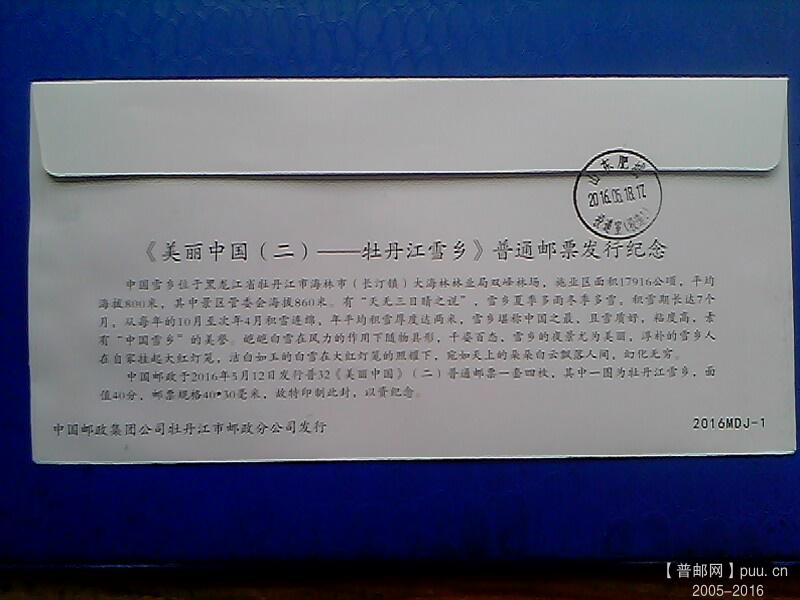 山东肥城
2016.05.18.17
投递室(投递1)
《美丽中国（二）——牡丹江雪乡》普通邮票发行纪念
中国雪乡位于黑龙江省牡丹江市海林市（长汀镇）大海林林业局双峰林场，施业区面积17916公顷，平均
海拔800米，其中景区管委会海拔860米。有“天无三日晴之说”，雪乡夏季多雨冬季多雪，积雪期长达7个
月，从每年的10月至次年4月积雪连绵，年平均积雪厚度达两米，雪乡堪称中国之最，且雪质好，粘度高，素
有“中国雪乡”的美誉。皑皑白雪在风力的作用下随物具形，千姿百态，雪乡的夜景尤为美丽，淳朴的雪乡人
在自家挂起大红灯笼，洁白如玉的白雪在大红灯笼的照耀下，宛如天上的朵朵白云飘落人间，幻化无穷。
中国邮政于2016年5月12日发行普32《美丽中国》（二）普通邮票一套四枚，其中一图为牡丹江雪乡，面
值40分，邮票规格40*30毫米，故特印制此封，以资纪念。
中国邮政集团公司牡丹江市邮政分公司发行
2016MDJ-1
【普邮网】puu.cn
2005-2016